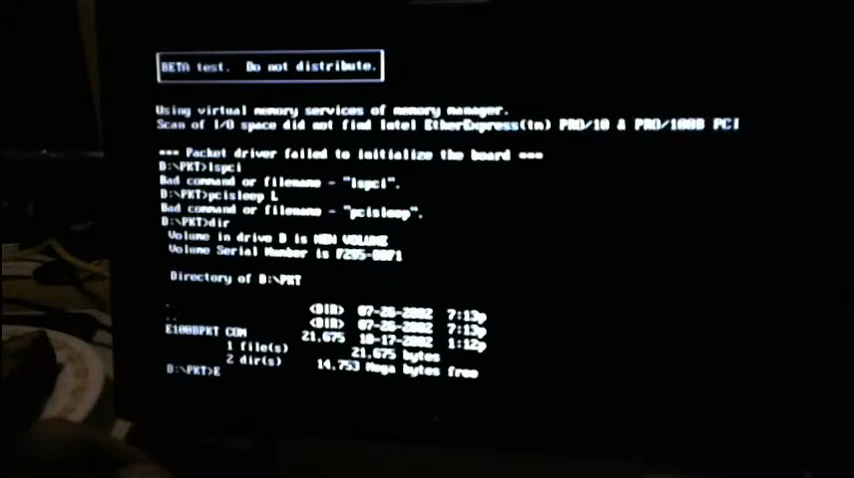 BETA test. Do not distribute.
Using virtual memory services of memory manager.
Scan of I/O space did not find Intel EtherExpress(tm) PRO/10 & PRO/100B PCI
=== Packet driver failed to initialize the board ===
D:\PKT>lspci
Bad command or filename - "lspci".
D:\PKT>pcisleep L
Bad command or filename - "pcisleep".
D:\PKT>dir
Volume in drive D is NEW VOLUME
Volume Serial Number is
Directory of D:\PKT
. <DIR> 07-26-2002 7:13p
.. <DIR> 07-26-2002 7:13p
E100BPKT COM 21,675 10-17-2002 1:12p
1 file(s) 21,675 bytes
2 dir(s) 14,753 Mega bytes free
D:\PKT>E